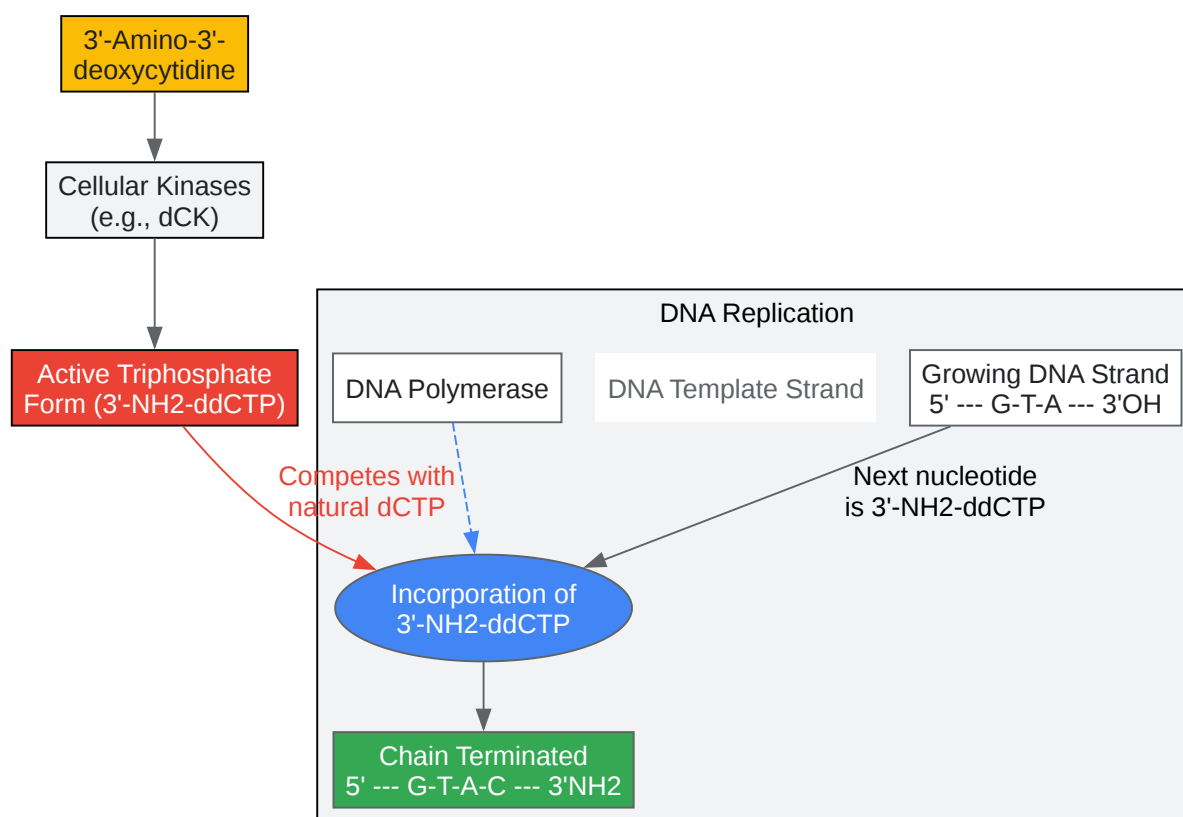 3'-Amino-3'-
deoxycytidine
Cellular Kinases
(e.g., dCK)
DNA Replication
Active Triphosphate
Form (3'-NH2-ddCTP)
DNA Polymerase
DNA Template Strand
Growing DNA Strand
5' --- G-T-A --- 3'OH
Competes with
natural dCTP
Next nucleotide
is 3'-NH2-ddCTP
Incorporation of
3'-NH2-ddCTP
Chain Terminated
5' --- G-T-A-C --- 3'NH2